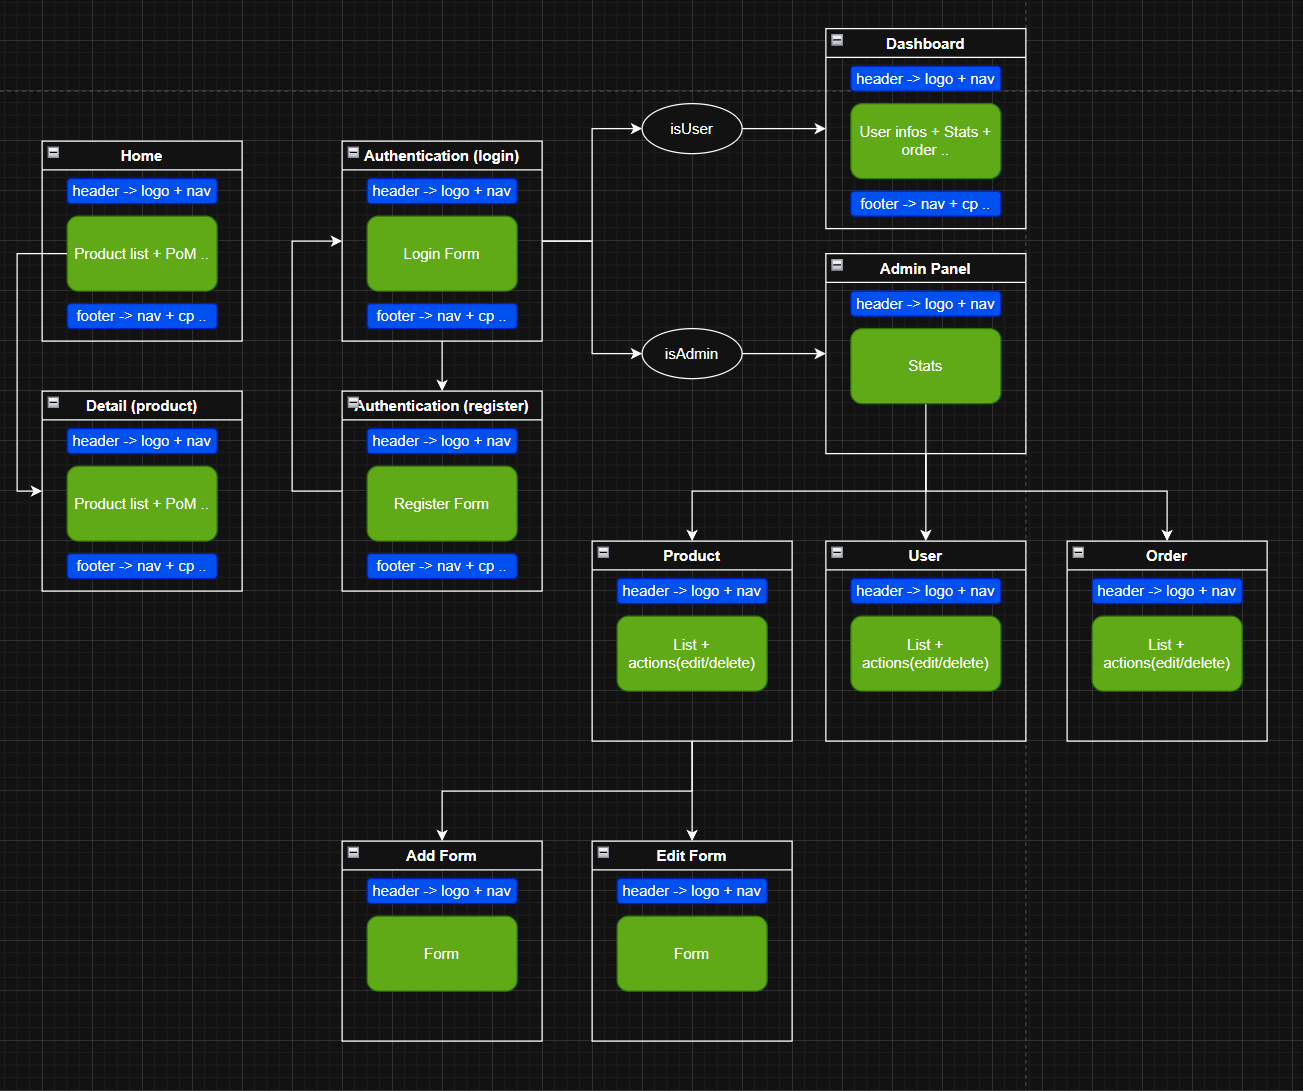 Dashboard
header -> logo + nav
User infos + Stats +
order ..
footer -> nav + cp ..
isUser
Home
header -> logo + nav
Product list + PoM ..
footer -> nav + cp ..
Authentication (login)
header -> logo + nav
Login Form
footer -> nav + cp ..
Admin Panel
header -> logo + nav
Stats
isAdmin
Detail (product)
header -> logo + nav
Product list + PoM ..
footer -> nav + cp ..
Authentication (register)
header -> logo + nav
Register Form
footer -> nav + cp ..
Product
header -> logo + nav
List +
actions(edit/delete)
User
header -> logo + nav
List +
actions(edit/delete)
Order
header -> logo + nav
List +
actions(edit/delete)
Add Form
header -> logo + nav
Form
Edit Form
header -> logo + nav
Form